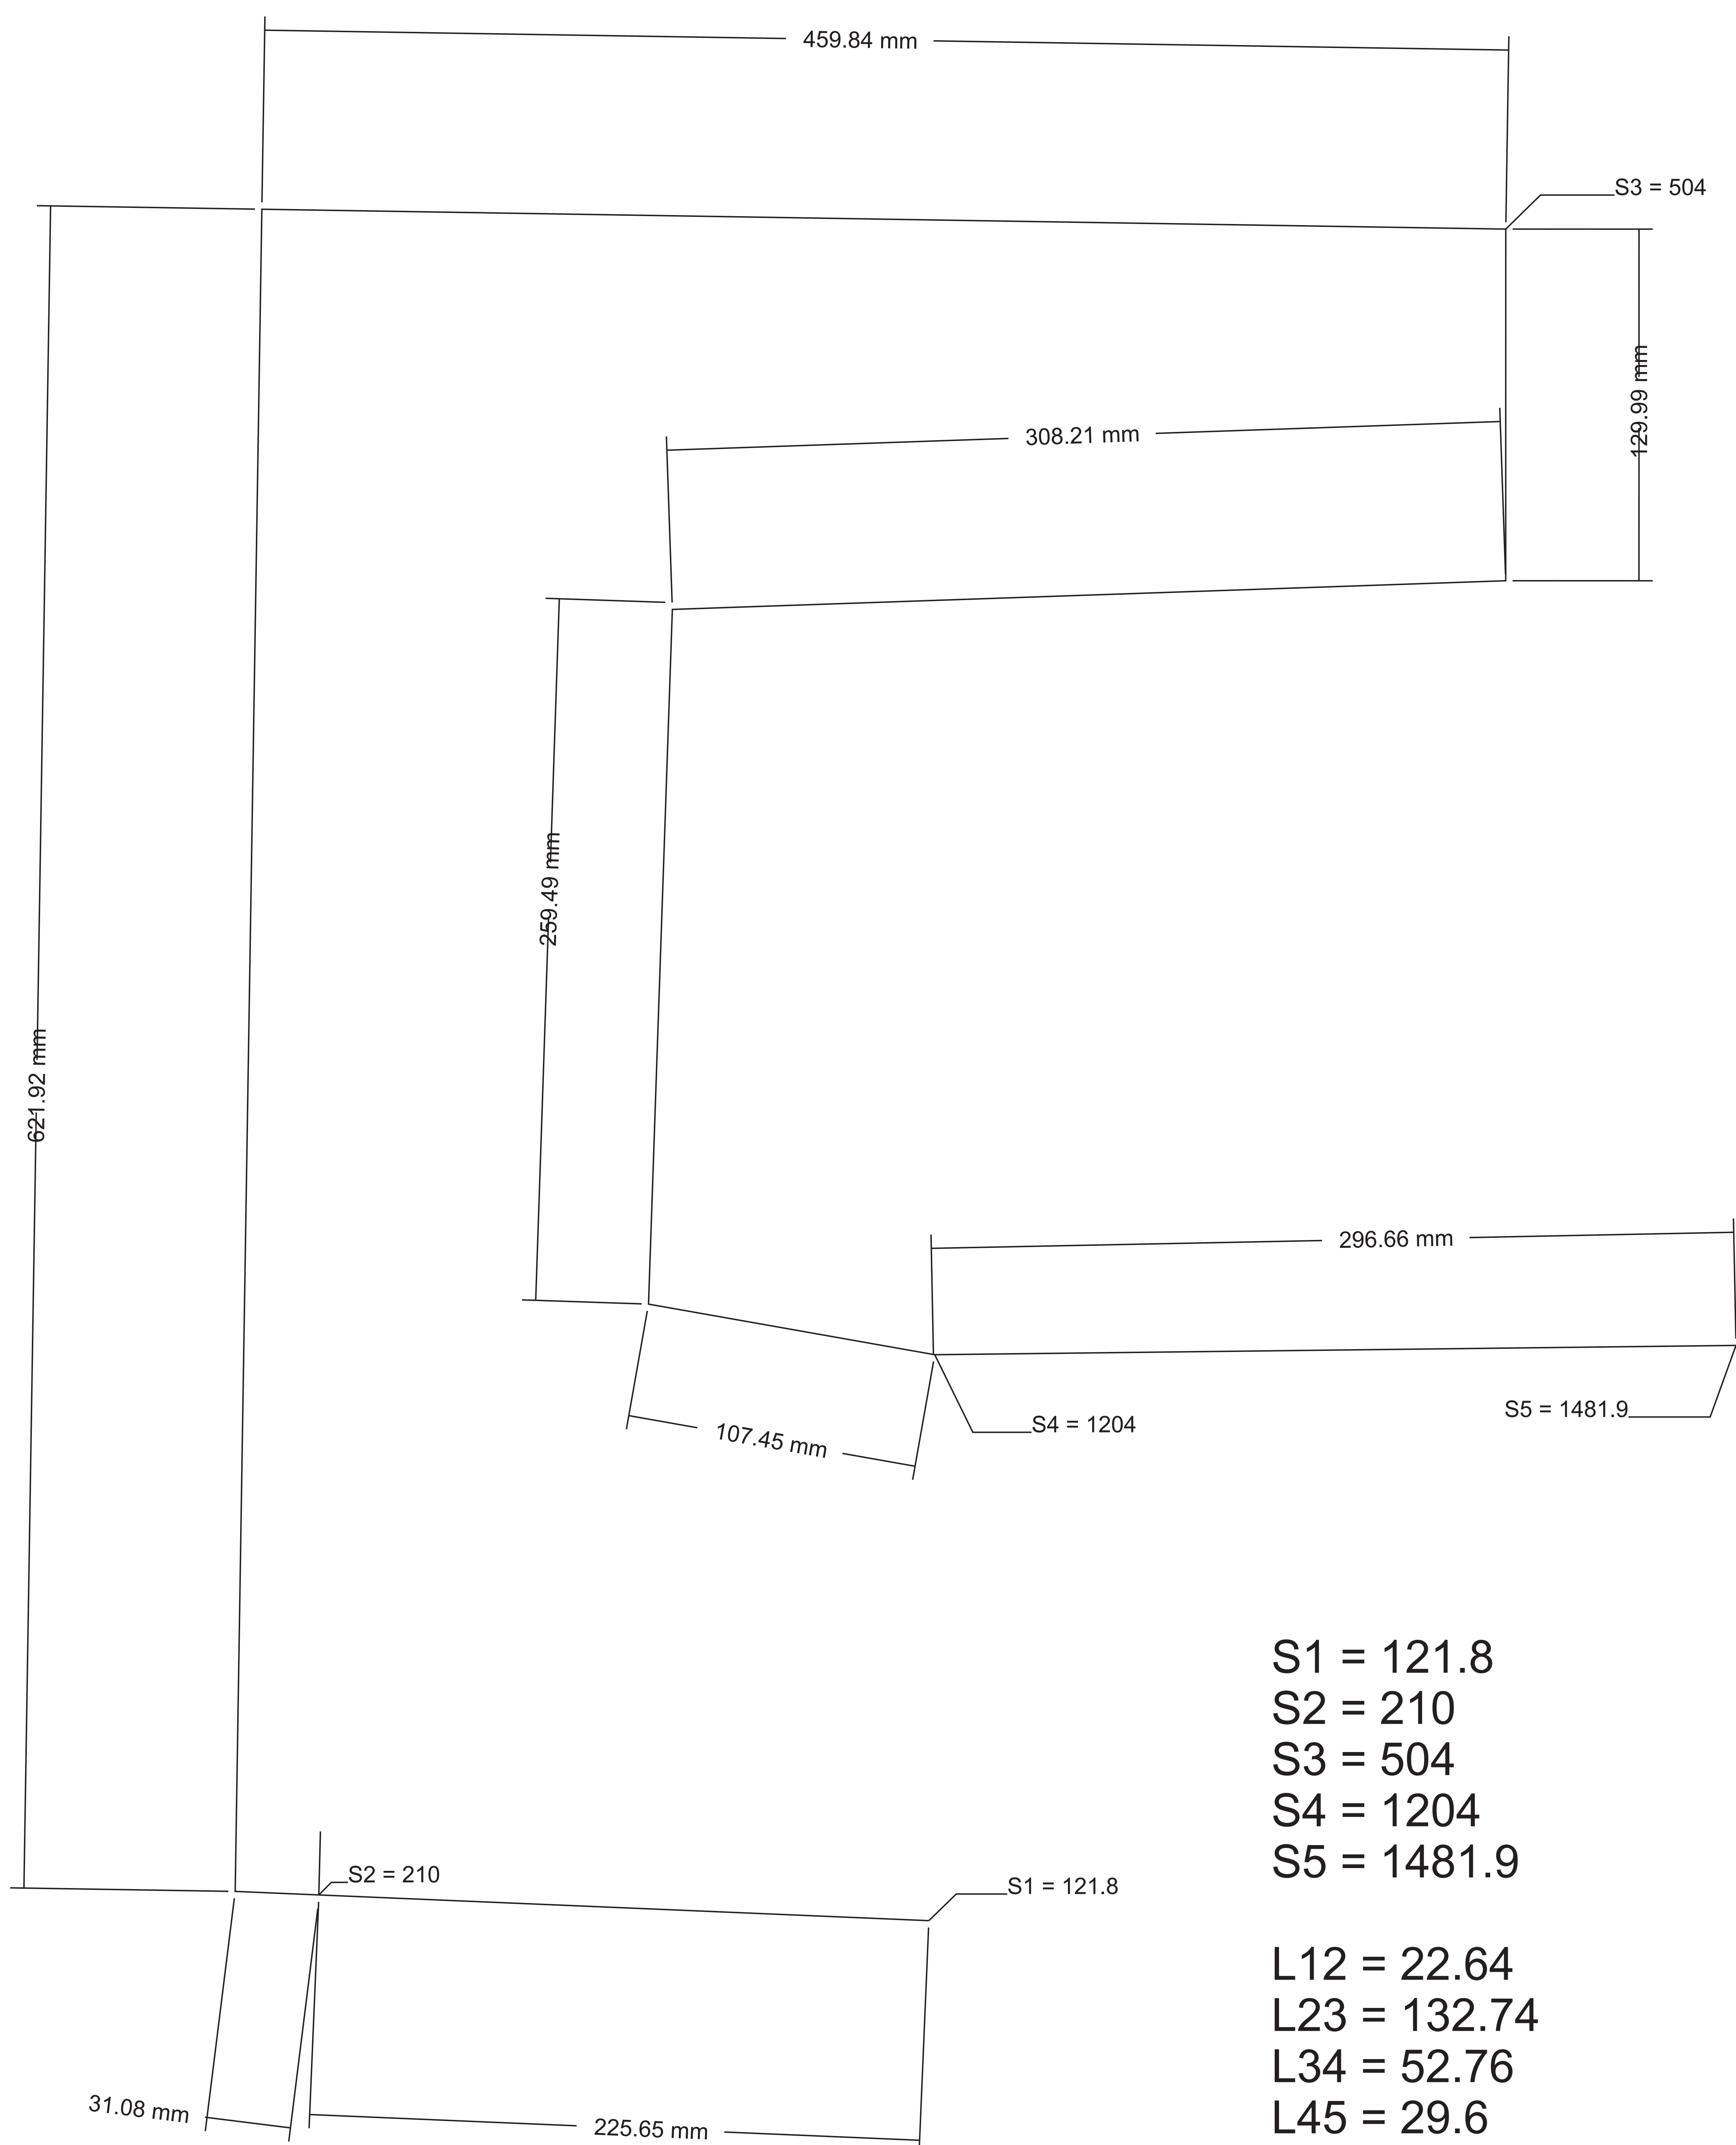 459.84 mm
S3 = 504
129.99 mm
308.21 mm
259.49 mm
621.92 mm
296.66 mm
S5 = 1481.9
S4 = 1204
107.45 mm
S1 = 121.8
S2 = 210
S3 = 504
S4 = 1204
S5 = 1481.9
S2 = 210
S1 = 121.8
L12 = 22.64
L23 = 132.74
L34 = 52.76
L45 = 29.6
31.08 mm
225.65 mm